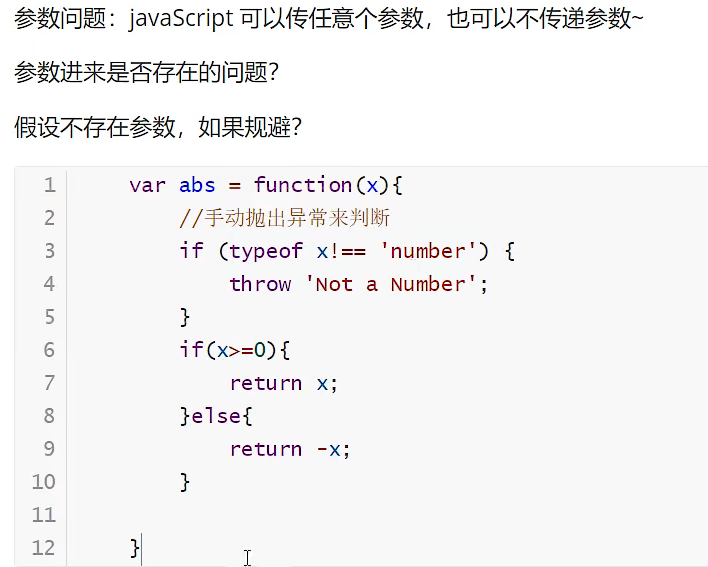 参数问题：javaScript 可以传任意个参数，也可以不传递参数~
参数进来是否存在的问题？
假设不存在参数，如果规避？
1 var abs = function(x){
2 //手动抛出异常来判断
3 if (typeof x!== 'number') {
4 throw 'Not a Number';
5 }
6 if(x>=0){
7 return x;
8 }else{
9 return -x;
10 }
11
12 }